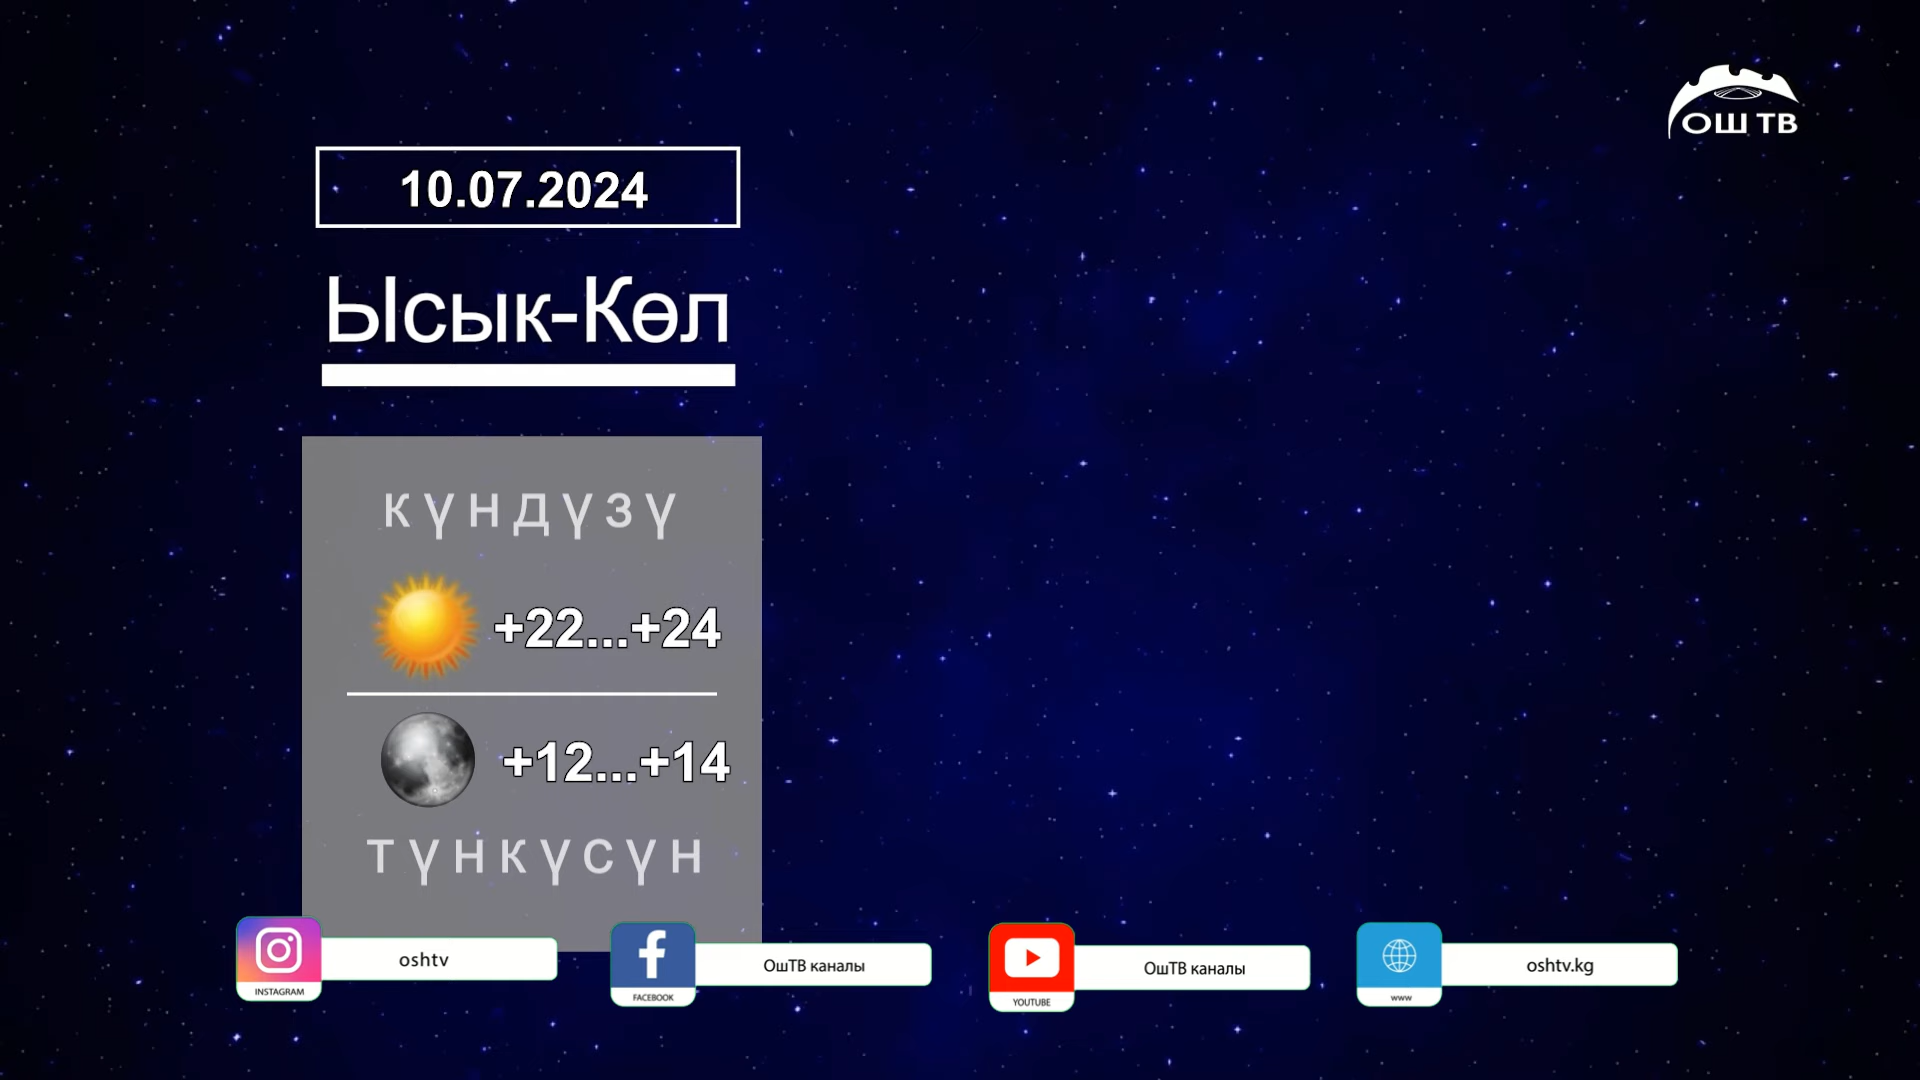 ОШ ТВ
10.07.2024
Ысык-Көл
күндүзү
+22...+24
+12...+14
түнкүсүн
INSTAGRAM
oshtv
FACEBOOK
ОшТВ каналы
YOUTUBE
ОшТВ каналы
www
oshtv.kg